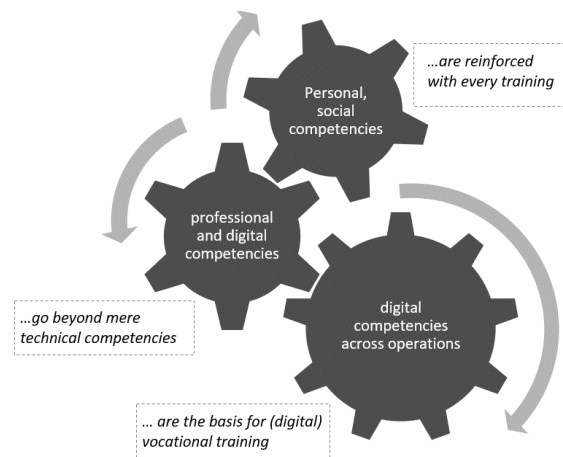 …are reinforced
with every training
Personal,
social
competencies
professional
and digital
competencies
…go beyond mere
technical competencies
digital
competencies
across operations
… are the basis for (digital)
vocational training